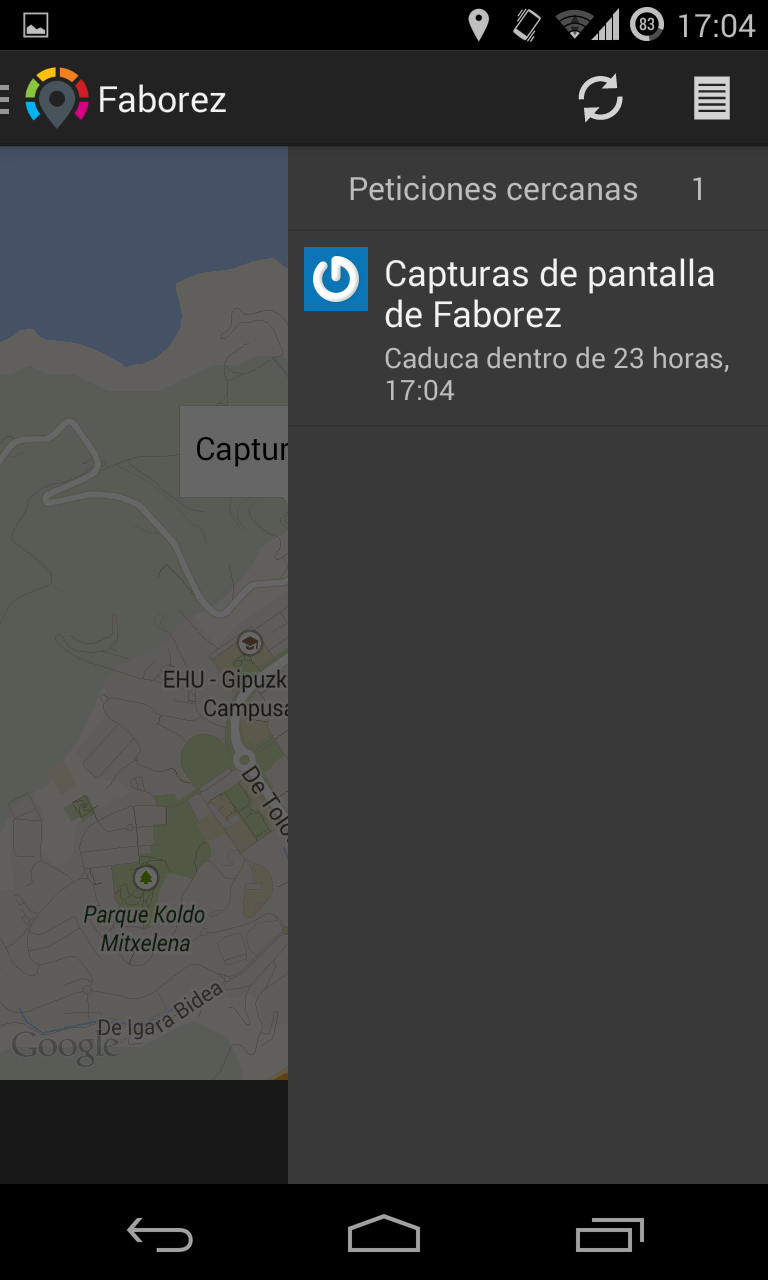 83 17:04
Faborez
Peticiones cercanas 1
Capturas de pantalla
de Faborez
Caduca dentro de 23 horas,
17:04
Captur
EHU - Gipuzk
Campusa
De Tolo
Parque Koldo
Mitxelena
De Igara Bidea
Google